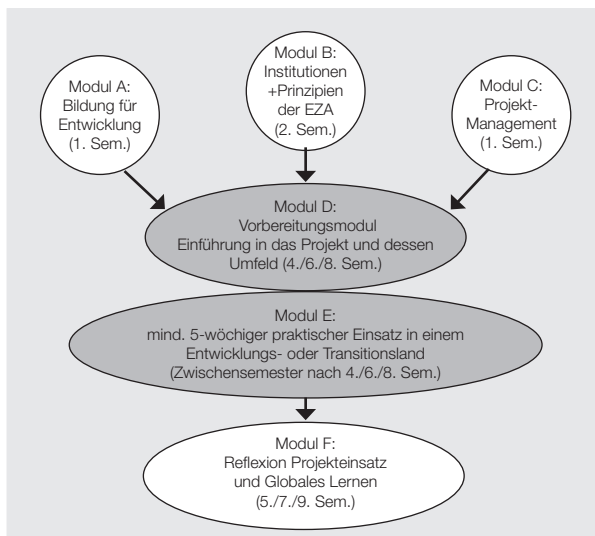 Modul A:
Bildung für
Entwicklung
(1. Sem.)
Modul B:
Institutionen
+Prinzipien
der EZA
(2. Sem.)
Modul C:
Projekt-
Management
(1. Sem.)
Modul D:
Vorbereitungsmodul
Einführung in das Projekt und dessen
Umfeld (4./6./8. Sem.)
Modul E:
mind. 5-wöchiger praktischer Einsatz in einem
Entwicklungs- oder Transitionsland
(Zwischensemester nach 4./6./8. Sem.)
Modul F:
Reflexion Projekteinsatz
und Globales Lernen
(5./7./9. Sem.)